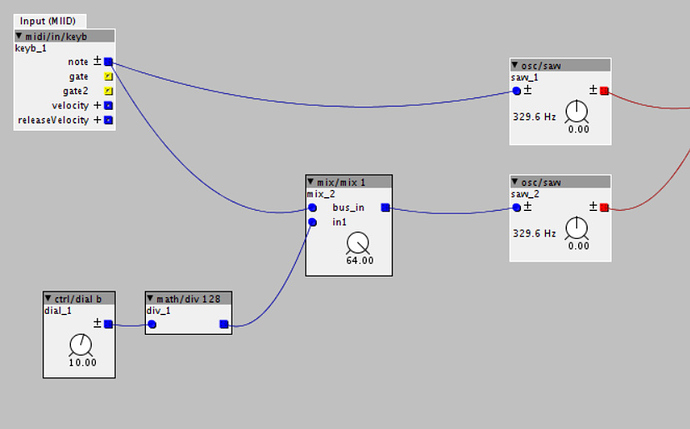 Input (MIID)
midi/in/keyb
keyb_1
note ±
gate
gate2
velocity +
releaseVelocity +
osc/saw
saw_1
± ±
329.6 Hz
0.00
mix/mix 1
mix_2
bus_in
in1
64.00
osc/saw
saw_2
± ±
329.6 Hz
0.00
ctrl/dial b
dial_1
±
10.00
math/div 128
div_1